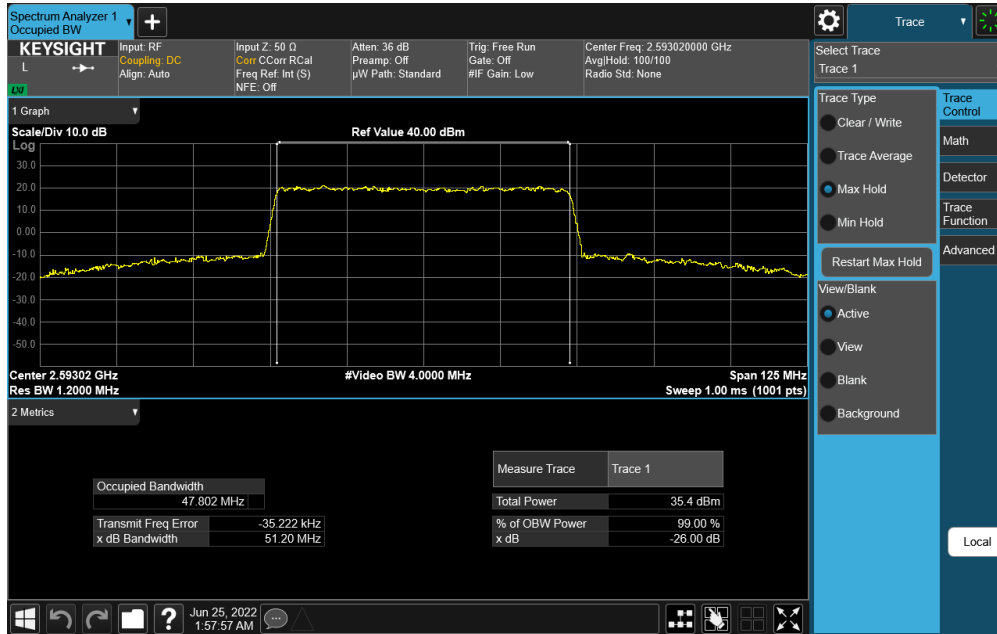 Spectrum Analyzer 1
Occupied BW
KEYSIGHT
L
LXI
Input: RF
Coupling: DC
Align: Auto
Input Z: 50 Ω
Corr CCorr RCal
Freq Ref: Int (S)
NFE: Off
Atten: 36 dB
Preamp: Off
µW Path: Standard
Trig: Free Run
Gate: Off
#IF Gain: Low
Center Freq: 2.593020000 GHz
Avg|Hold: 100/100
Radio Std: None
1 Graph
Scale/Div 10.0 dB
Ref Value 40.00 dBm
Log
30.0
20.0
10.0
0.00
-10.0
-20.0
-30.0
-40.0
-50.0
Center 2.59302 GHz
#Video BW 4.0000 MHz
Span 125 MHz
Res BW 1.2000 MHz
Sweep 1.00 ms (1001 pts)
2 Metrics
Occupied Bandwidth
47.802 MHz
Transmit Freq Error -35.222 kHz
x dB Bandwidth 51.20 MHz
Measure Trace Trace 1
Total Power 35.4 dBm
% of OBW Power 99.00 %
x dB -26.00 dB
Jun 25, 2022
1:57:57 AM
Trace
Select Trace
Trace 1
Trace Type
Clear / Write
Trace Average
Max Hold
Min Hold
Restart Max Hold
View/Blank
Active
View
Blank
Background
Trace
Control
Math
Detector
Trace
Function
Advanced
Local